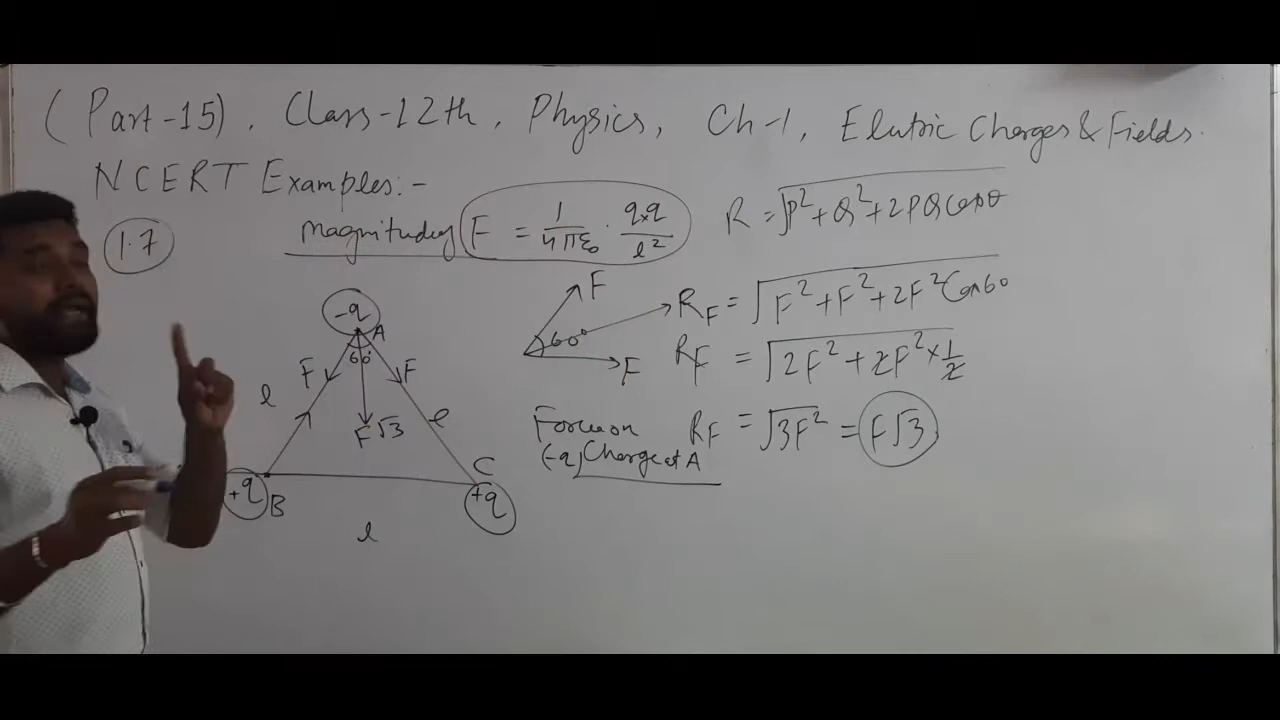 (Part-15), Class-12th, Physics, Ch-1, Elutric Charges & Fields.
NCERT Examples:-
1.7
magnitudey F = 1/4πε₀ · q×q/l²
R = √P²+Q²+2PQ Cosθ
-q
A
60°
F
F
l
l
F√3
+q
B
C
+q
l
F
60°
F
R_F = √F²+F²+2F² Cos60
R_F = √2F²+2F²×1/2
Force on
(-q) Charge at A
R_F = √3F² = F√3